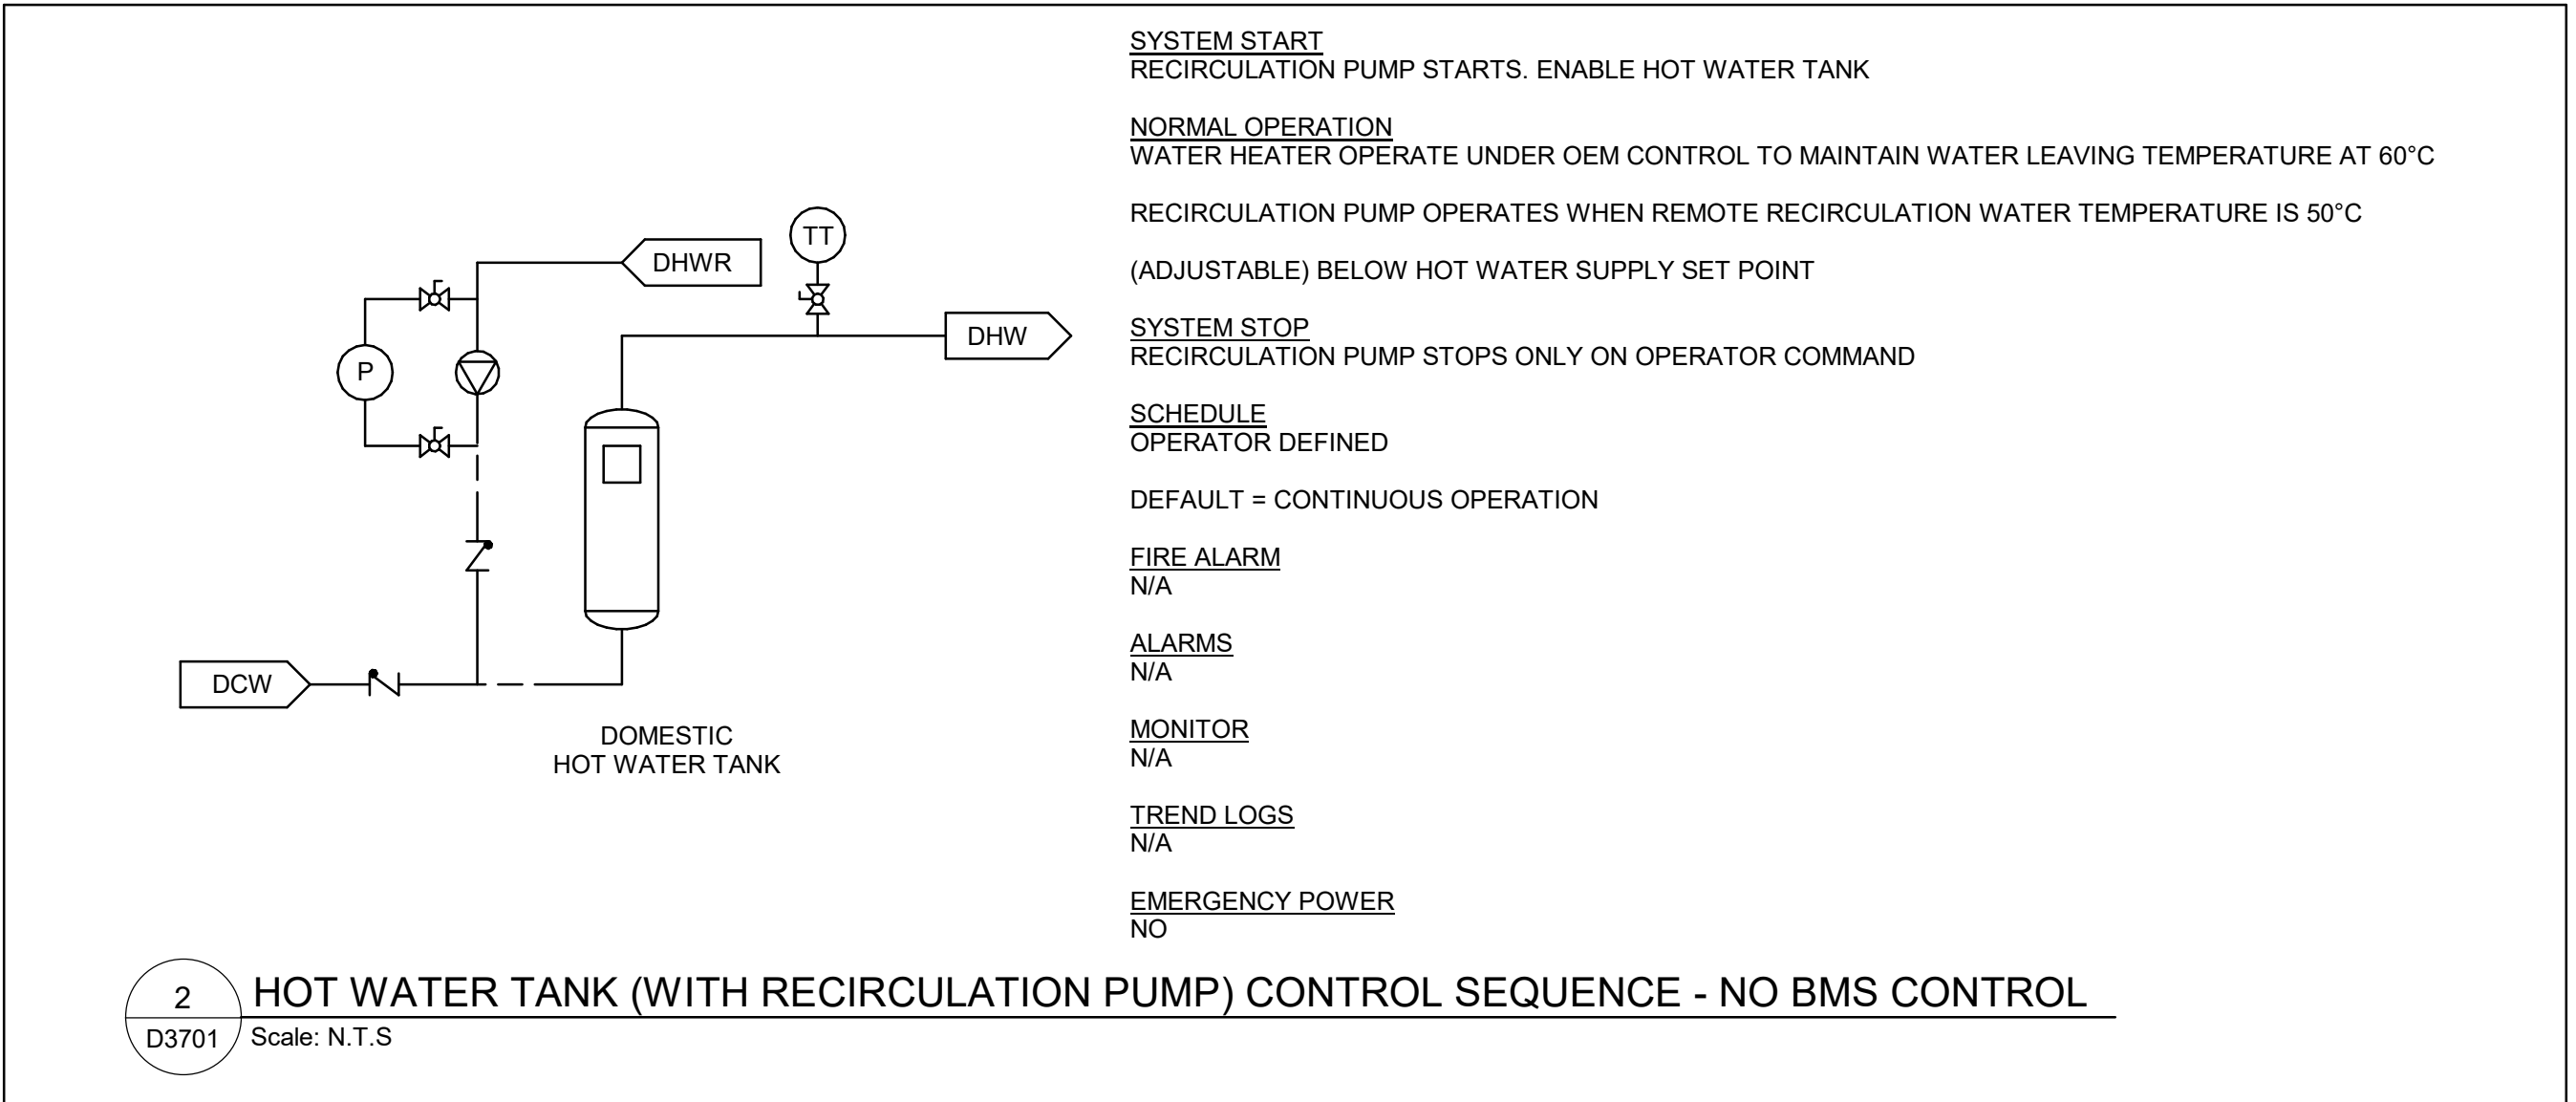 SYSTEM START
RECIRCULATION PUMP STARTS. ENABLE HOT WATER TANK
NORMAL OPERATION
WATER HEATER OPERATE UNDER OEM CONTROL TO MAINTAIN WATER LEAVING TEMPERATURE AT 60°C
RECIRCULATION PUMP OPERATES WHEN REMOTE RECIRCULATION WATER TEMPERATURE IS 50°C
(ADJUSTABLE) BELOW HOT WATER SUPPLY SET POINT
SYSTEM STOP
RECIRCULATION PUMP STOPS ONLY ON OPERATOR COMMAND
SCHEDULE
OPERATOR DEFINED
DEFAULT = CONTINUOUS OPERATION
FIRE ALARM
N/A
ALARMS
N/A
MONITOR
N/A
TREND LOGS
N/A
EMERGENCY POWER
NO
TT
DHWR
DHW
P
DCW
DOMESTIC
HOT WATER TANK
2
D3701
HOT WATER TANK (WITH RECIRCULATION PUMP) CONTROL SEQUENCE - NO BMS CONTROL
Scale: N.T.S